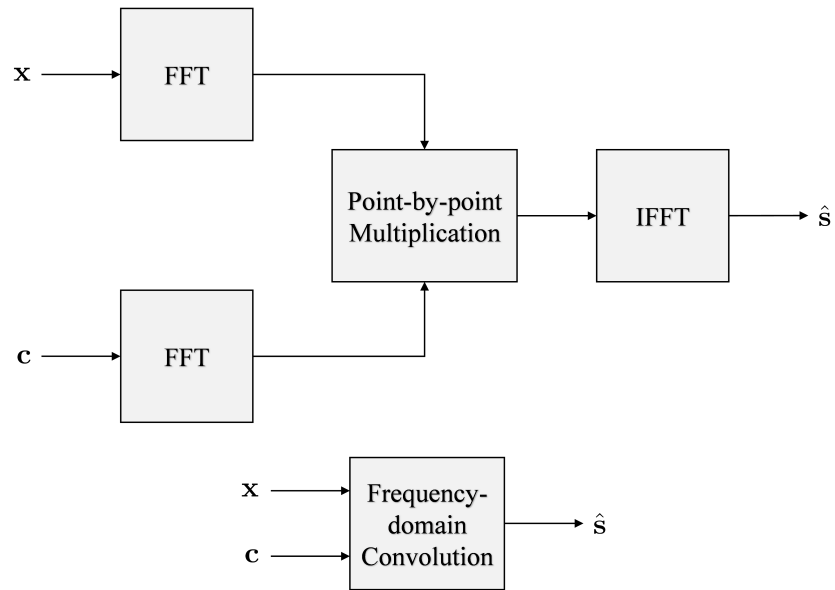 x
FFT
Point-by-point
Multiplication
IFFT
ŝ
c
FFT
x
c
Frequency-
domain
Convolution
ŝ